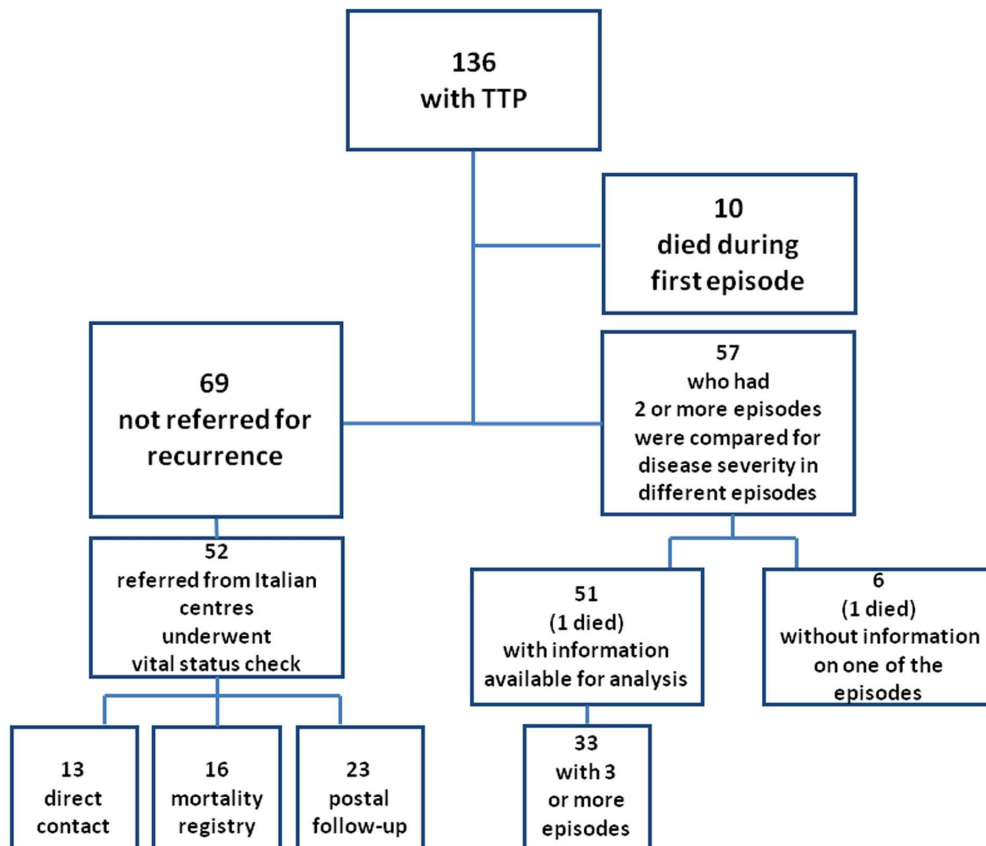 136
with TTP
10
died during
first episode
69
not referred for
recurrence
57
who had
2 or more episodes
were compared for
disease severity in
different episodes
52
referred from Italian
centres
underwent
vital status check
51
(1 died)
with information
available for analysis
6
(1 died)
without information
on one of the
episodes
13
direct
contact
16
mortality
registry
23
postal
follow-up
33
with 3
or more
episodes